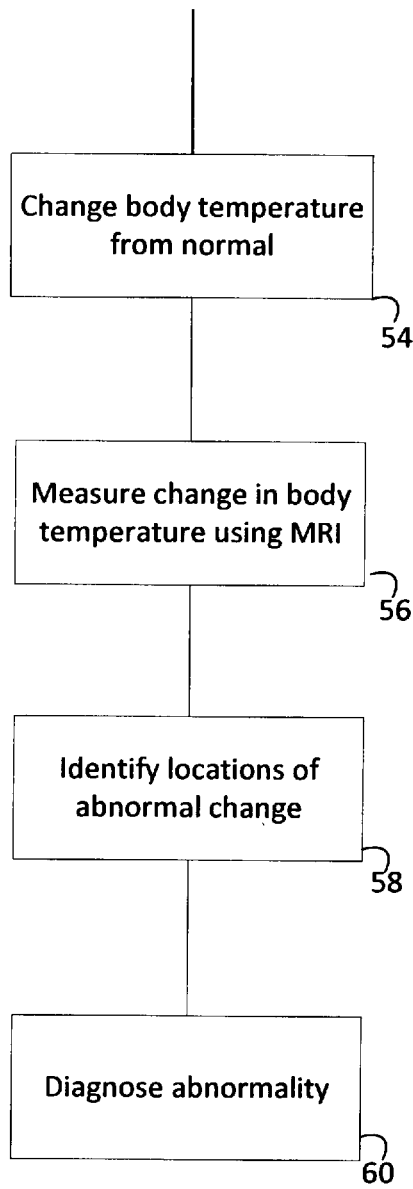 Change body temperature
from normal
54
Measure change in body
temperature using MRI
56
Identify locations of
abnormal change
58
Diagnose abnormality
60